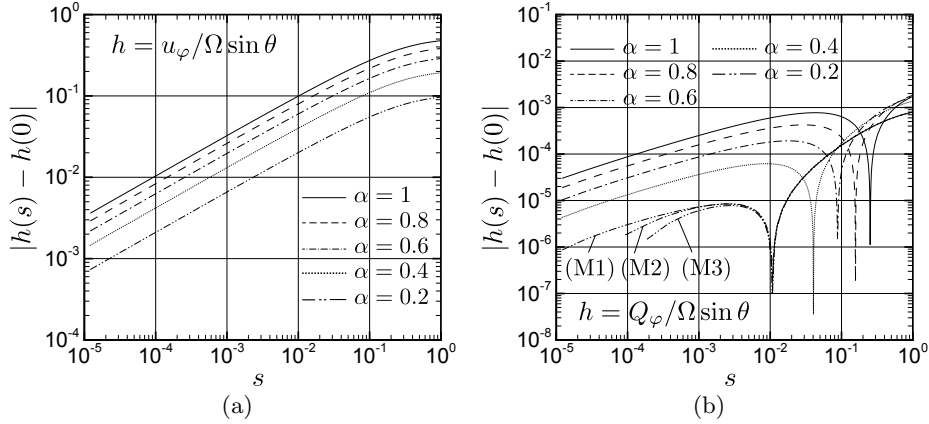 h = u_φ/Ω sin θ
|h(s) − h(0)|
10^0
10^-1
10^-2
10^-3
10^-4
α = 1
α = 0.8
α = 0.6
α = 0.4
α = 0.2
10^-5 10^-4 10^-3 10^-2 10^-1 10^0
s
(a)
|h(s) − h(0)|
10^-1
10^-2
10^-3
10^-4
10^-5
10^-6
10^-7
10^-8
α = 1 α = 0.4
α = 0.8 α = 0.2
α = 0.6
(M1) (M2) (M3)
h = Q_φ/Ω sin θ
10^-5 10^-4 10^-3 10^-2 10^-1 10^0
s
(b)